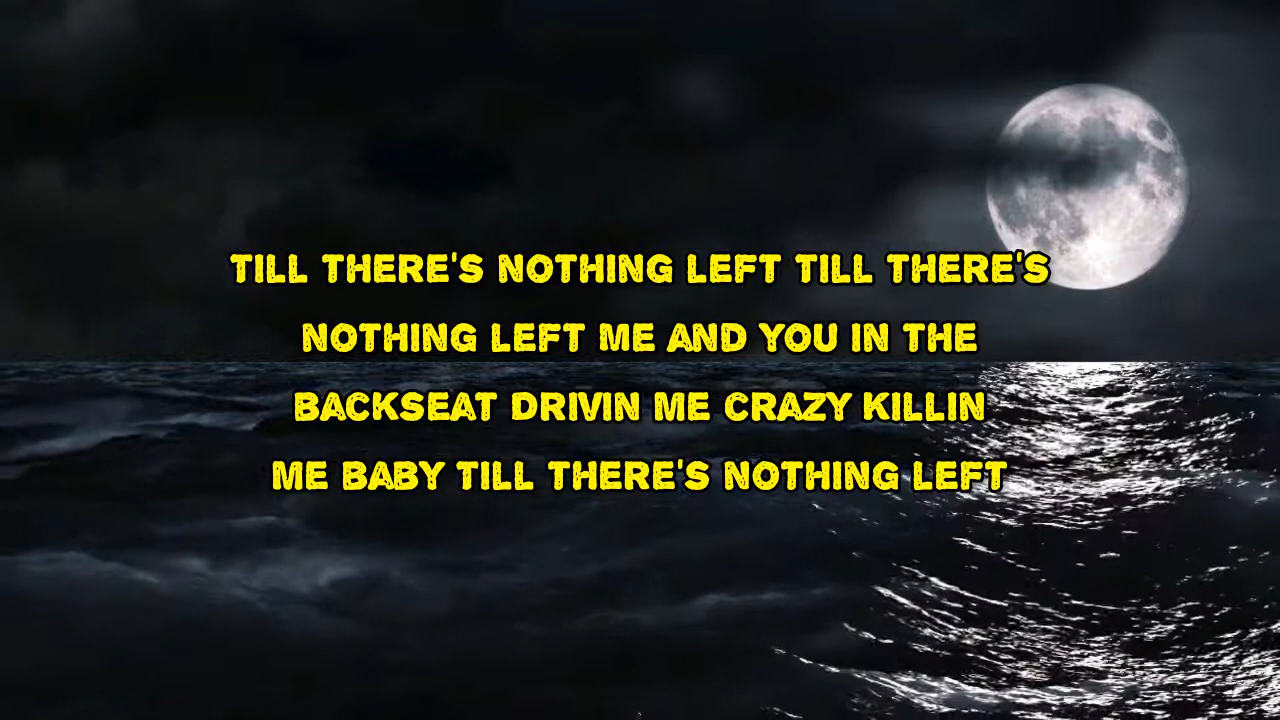 TILL THERE'S NOTHING LEFT TILL THERE'S
NOTHING LEFT ME AND YOU IN THE
BACKSEAT DRIVIN ME CRAZY KILLIN
ME BABY TILL THERE'S NOTHING LEFT